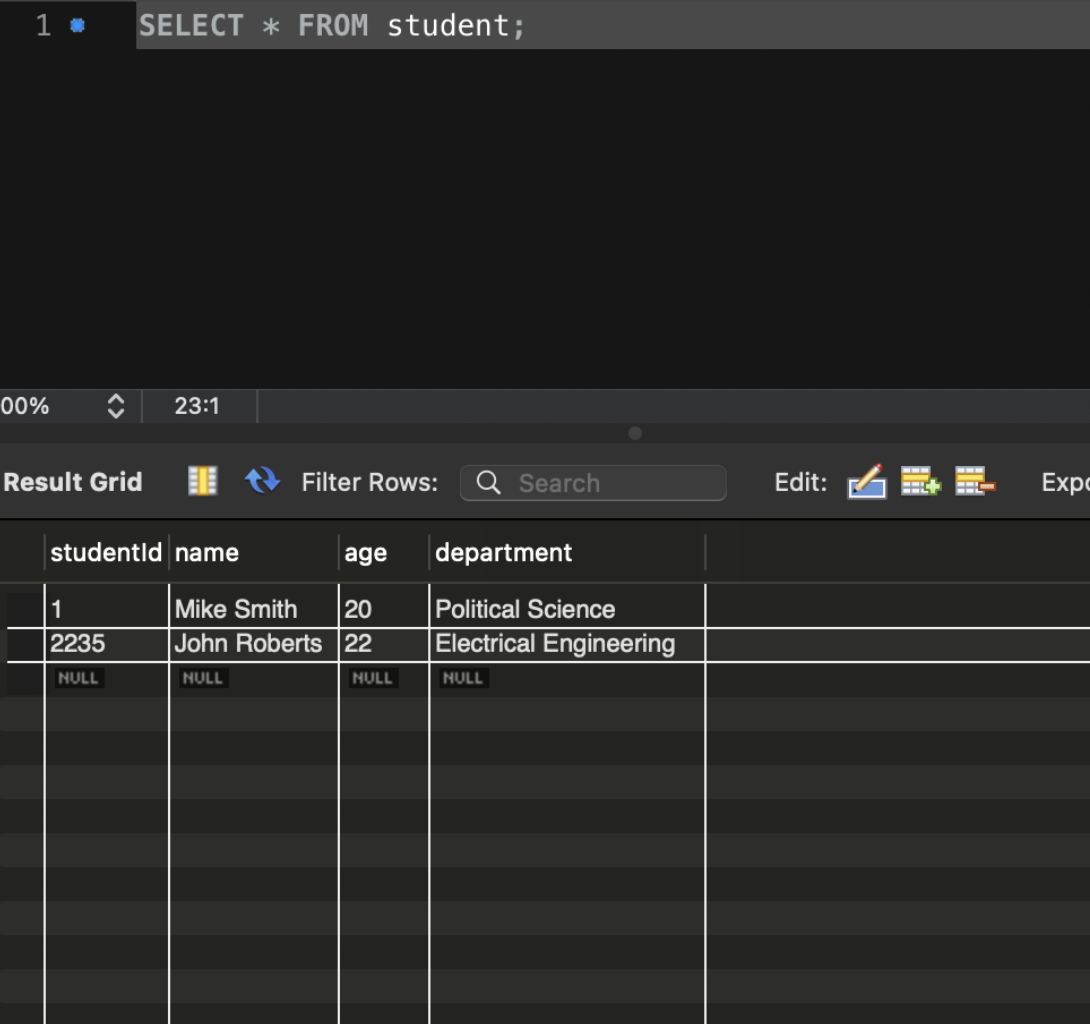 1 SELECT * FROM student;
00% 23:1
Result Grid Filter Rows: Search Edit: Expo
studentId name age department
1 Mike Smith 20 Political Science
2235 John Roberts 22 Electrical Engineering
NULL NULL NULL NULL